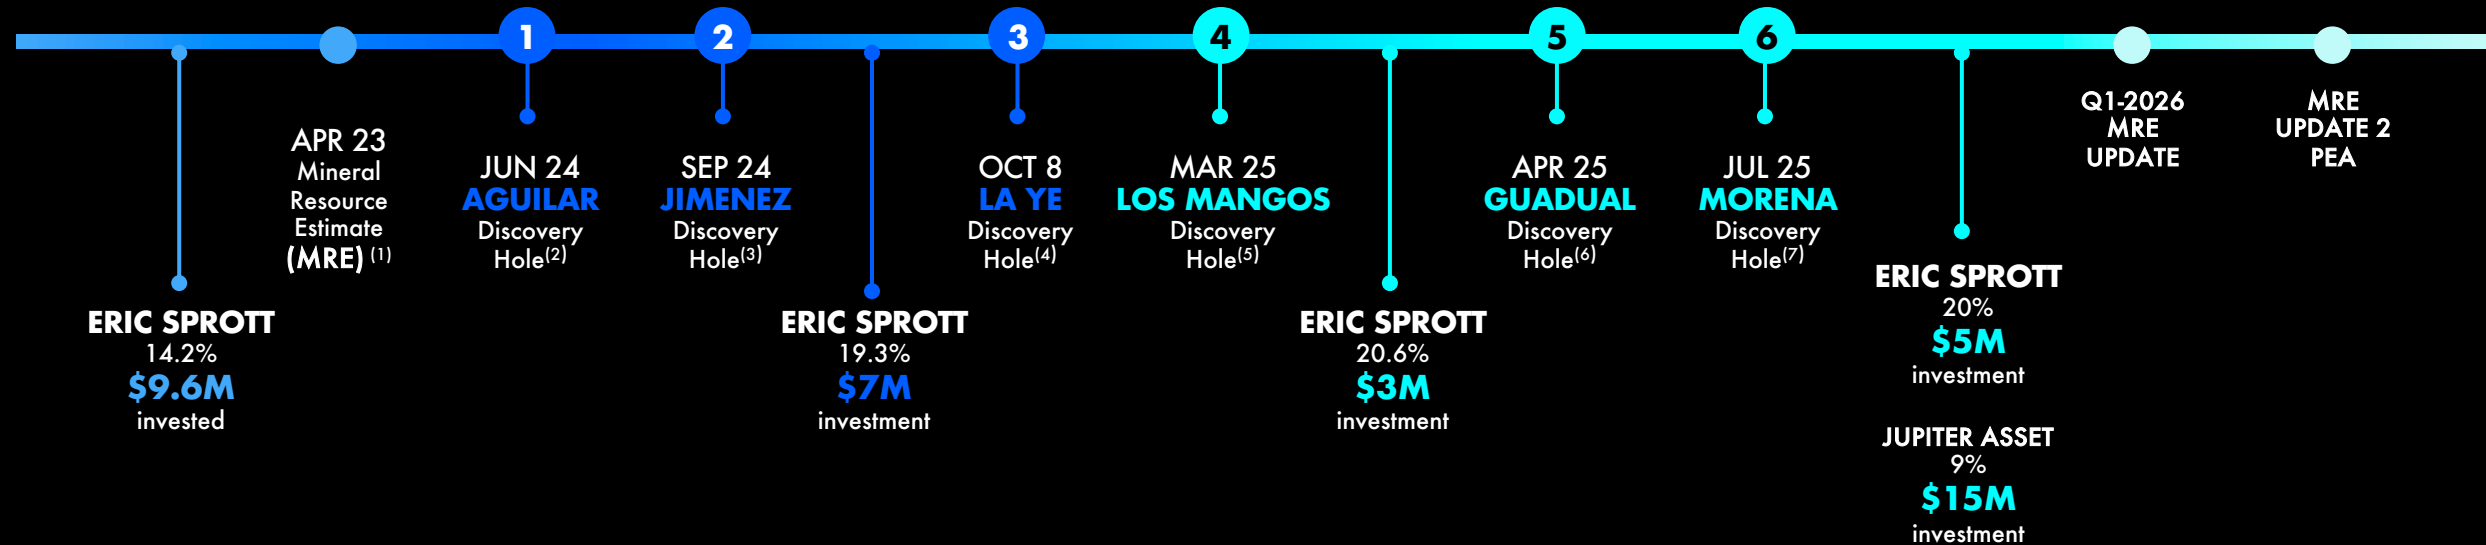 1
2
3
4
5
6
ERIC SPROTT
14.2%
$9.6M
invested
APR 23
Mineral
Resource
Estimate
(MRE) (1)
JUN 24
AGUILAR
Discovery
Hole(2)
SEP 24
JIMENEZ
Discovery
Hole(3)
ERIC SPROTT
19.3%
$7M
investment
OCT 8
LA YE
Discovery
Hole(4)
MAR 25
LOS MANGOS
Discovery
Hole(5)
ERIC SPROTT
20.6%
$3M
investment
APR 25
GUADUAL
Discovery
Hole(6)
JUL 25
MORENA
Discovery
Hole(7)
ERIC SPROTT
20%
$5M
investment
JUPITER ASSET
9%
$15M
investment
Q1-2026
MRE
UPDATE
MRE
UPDATE 2
PEA